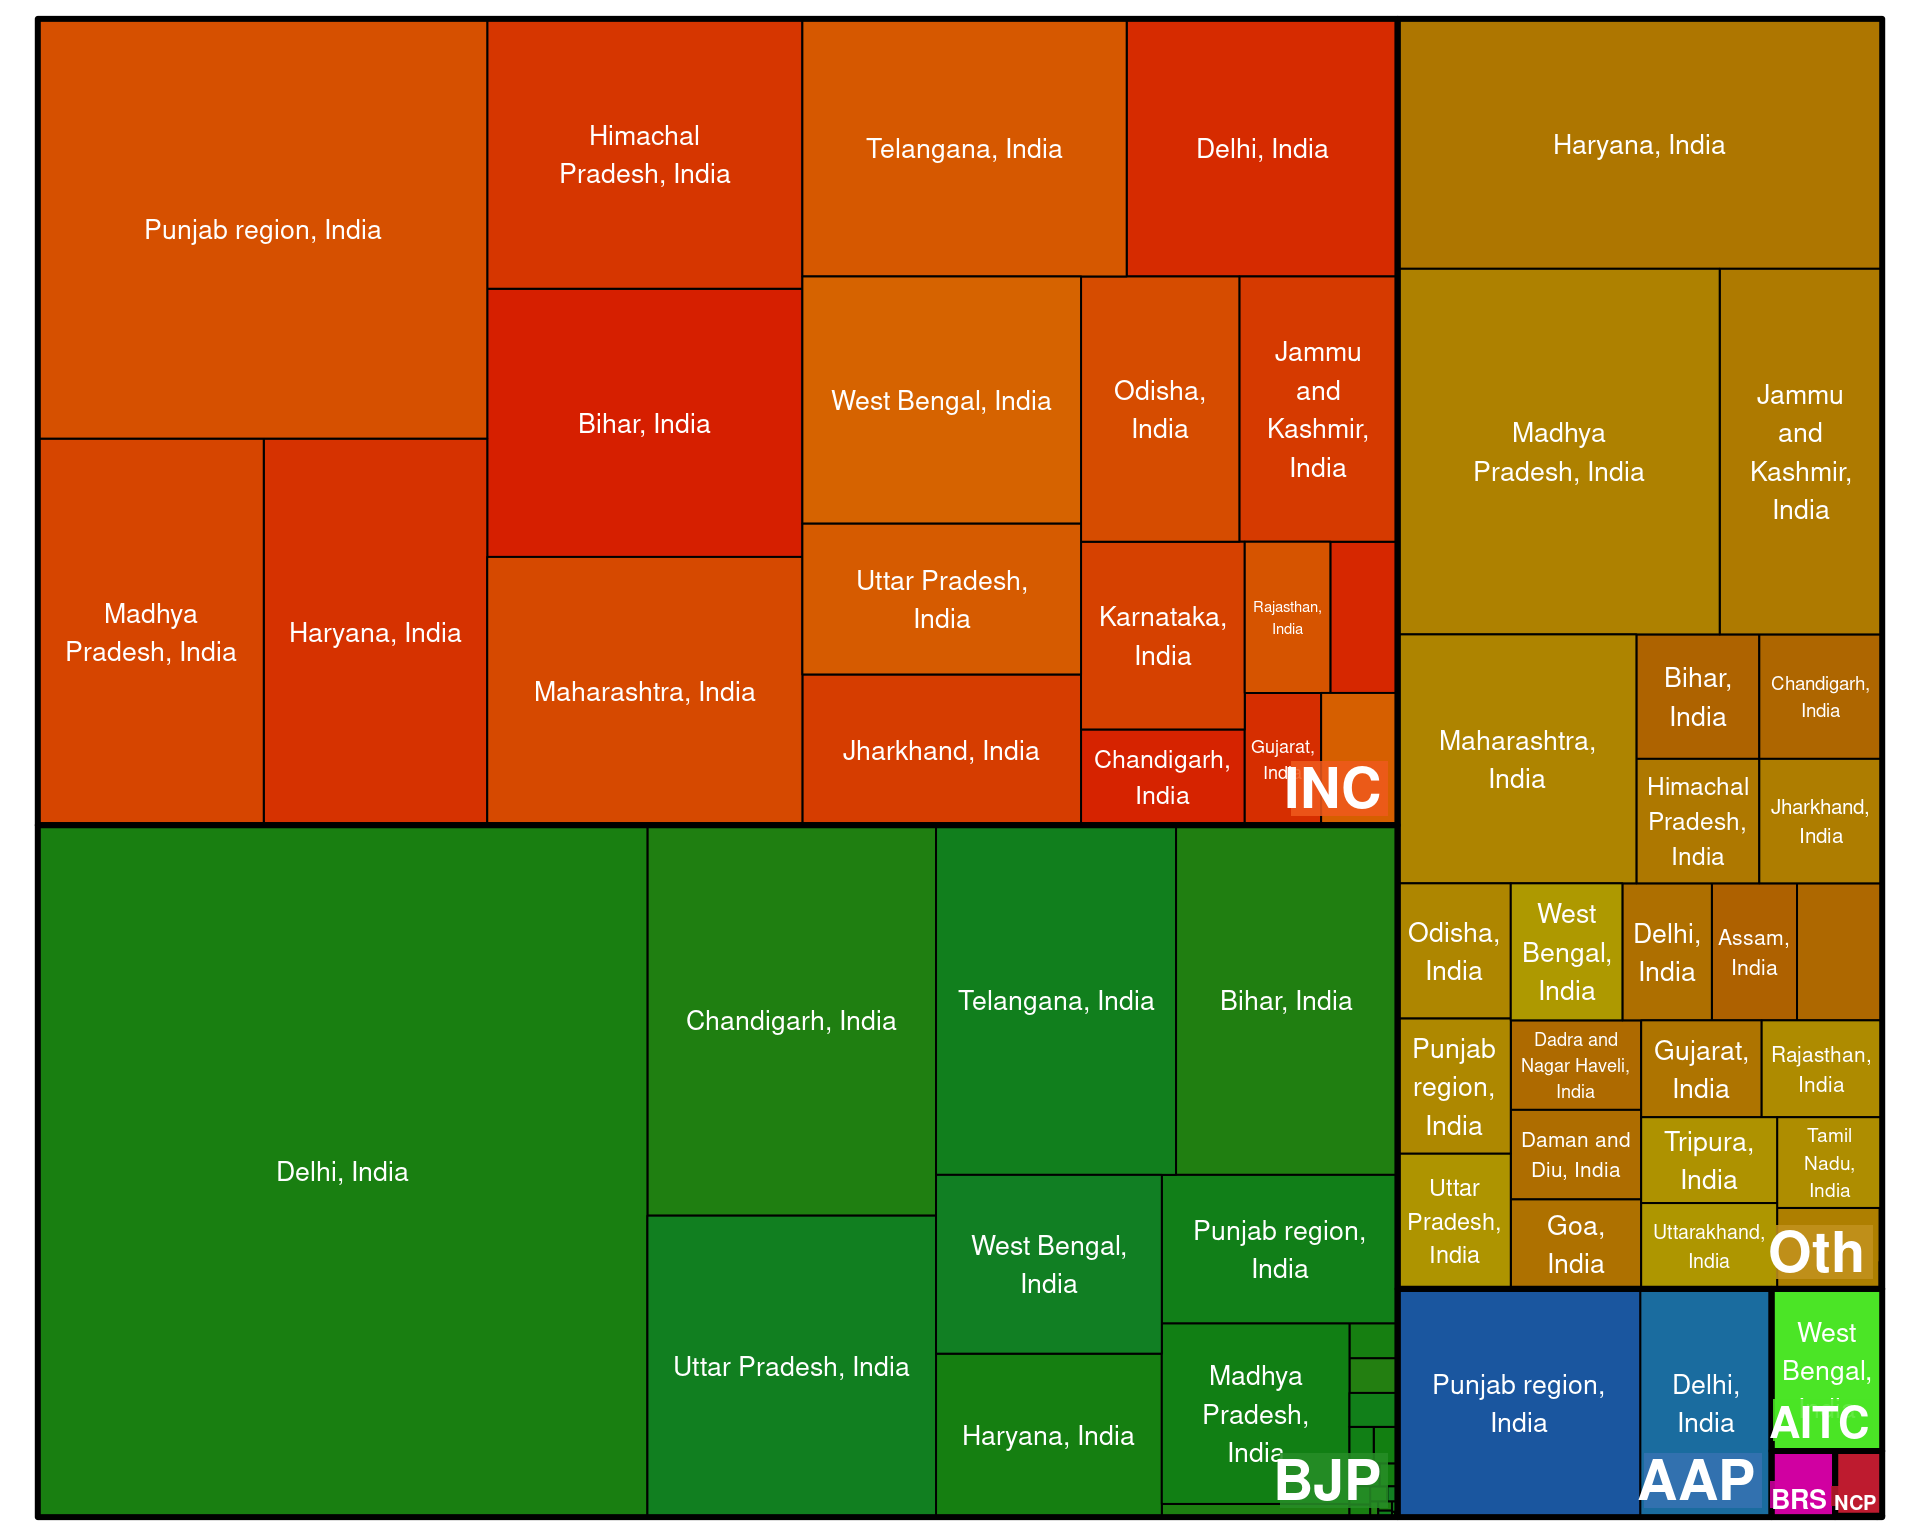 Punjab region, India
Himachal
Pradesh, India
Telangana, India
Delhi, India
Bihar, India
West Bengal, India
Odisha,
India
Jammu
and
Kashmir,
India
Madhya
Pradesh, India
Haryana, India
Maharashtra, India
Uttar Pradesh,
India
Jharkhand, India
Karnataka,
India
Rajasthan,
India
Chandigarh,
India
Gujarat,
India
INC
Delhi, India
Chandigarh, India
Telangana, India
Bihar, India
Uttar Pradesh, India
West Bengal,
India
Punjab region,
India
Haryana, India
Madhya
Pradesh,
India
BJP
Haryana, India
Madhya
Pradesh, India
Jammu
and
Kashmir,
India
Maharashtra,
India
Bihar,
India
Chandigarh,
India
Himachal
Pradesh,
India
Jharkhand,
India
Odisha,
India
West
Bengal,
India
Delhi,
India
Assam,
India
Punjab
region,
India
Dadra and
Nagar Haveli,
India
Gujarat,
India
Rajasthan,
India
Daman and
Diu, India
Tripura,
India
Tamil
Nadu,
India
Uttar
Pradesh,
India
Goa,
India
Uttarakhand,
India
Oth
Punjab region,
India
Delhi,
India
AAP
West
Bengal,
AITC
BRS
NCP